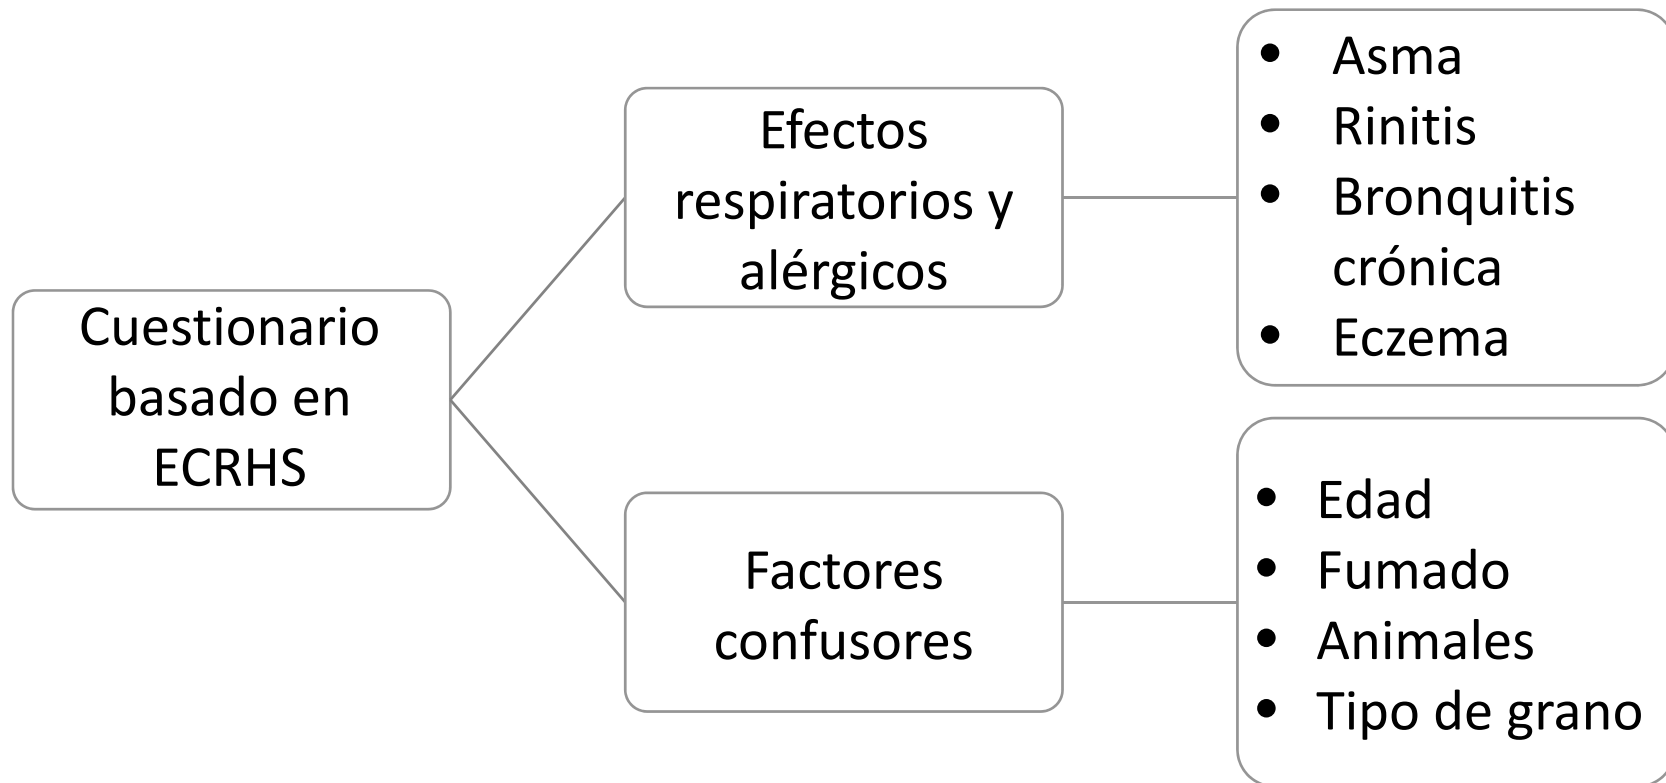 Cuestionario
basado en
ECRHS
Efectos
respiratorios y
alérgicos
• Asma
• Rinitis
• Bronquitis
crónica
• Eczema
Factores
confusores
• Edad
• Fumado
• Animales
• Tipo de grano